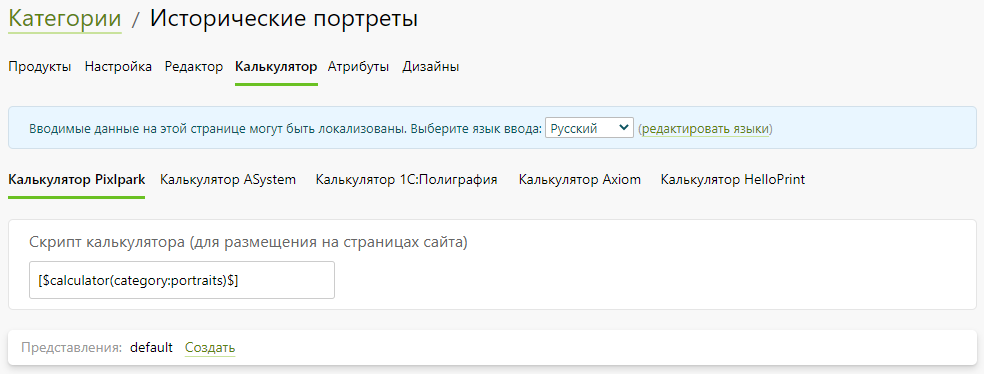 Категории / Исторические портреты
Продукты Настройка Редактор Калькулятор Атрибуты Дизайны
Вводимые данные на этой странице могут быть локализованы. Выберите язык ввода: Русский (редактировать языки)
Калькулятор Pixlpark Калькулятор ASystem Калькулятор 1С:Полиграфия Калькулятор Axiom Калькулятор HelloPrint
Скрипт калькулятора (для размещения на страницах сайта)
[$calculator(category:portraits)$]
Представления: default Создать